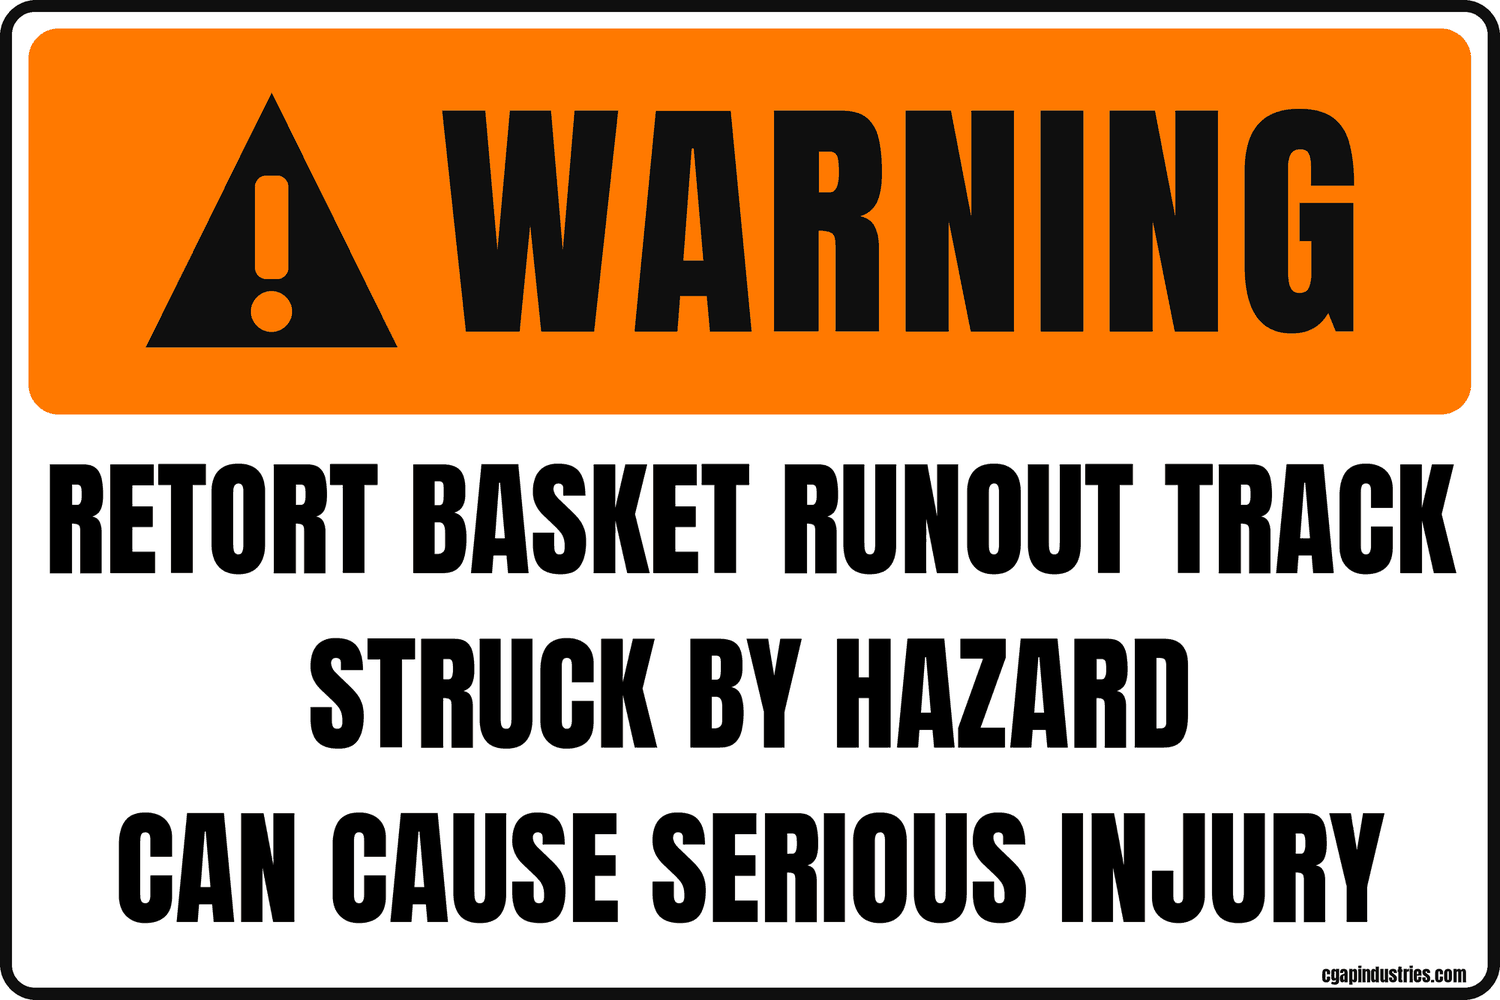 WARNING
RETORT BASKET RUNOUT TRACK
STRUCK BY HAZARD
CAN CAUSE SERIOUS INJURY
cgapindustries.com